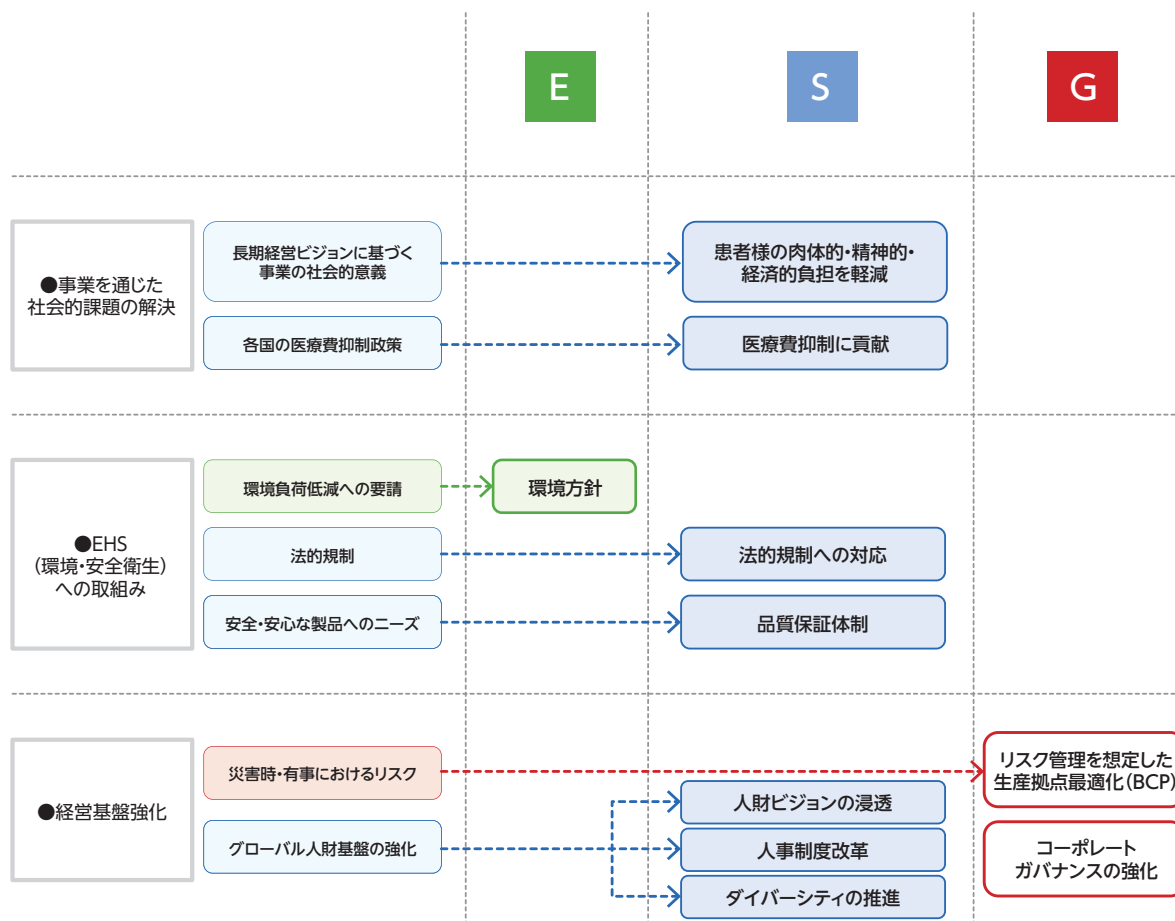 E
S
G
●事業を通じた
社会的課題の解決
長期経営ビジョンに基づく
事業の社会的意義
患者様の肉体的・精神的・
経済的負担を軽減
各国の医療費抑制政策
医療費抑制に貢献
●EHS
(環境・安全衛生)
への取組み
環境負荷低減への要請
環境方針
法的規制
法的規制への対応
安全・安心な製品へのニーズ
品質保証体制
●経営基盤強化
災害時・有事におけるリスク
リスク管理を想定した
生産拠点最適化(BCP)
グローバル人財基盤の強化
人財ビジョンの浸透
人事制度改革
ダイバーシティの推進
コーポレート
ガバナンスの強化